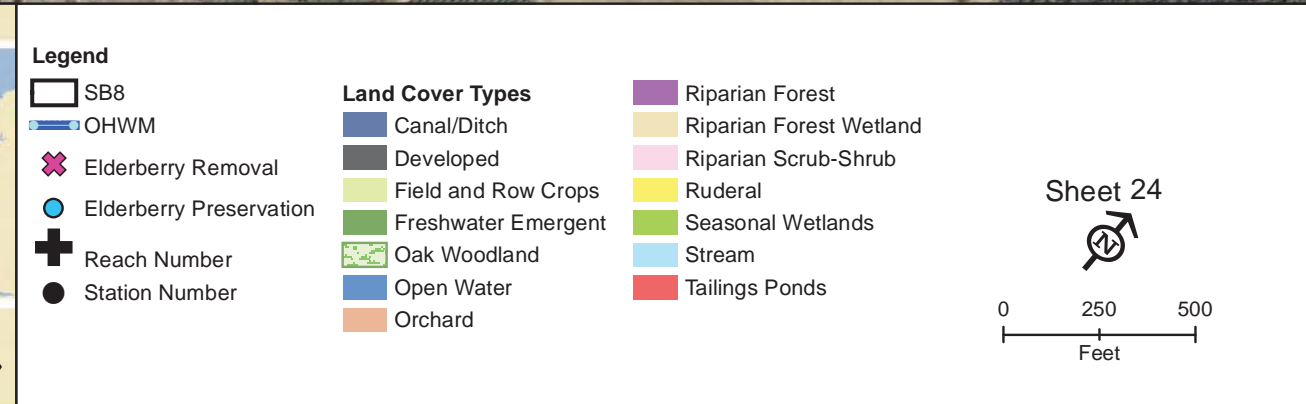 Legend
SB8
OHWM
Elderberry Removal
Elderberry Preservation
Reach Number
Station Number
Land Cover Types
Canal/Ditch
Developed
Field and Row Crops
Freshwater Emergent
Oak Woodland
Open Water
Orchard
Riparian Forest
Riparian Forest Wetland
Riparian Scrub-Shrub
Ruderal
Seasonal Wetlands
Stream
Tailings Ponds
Sheet 24
N
0 250 500
Feet